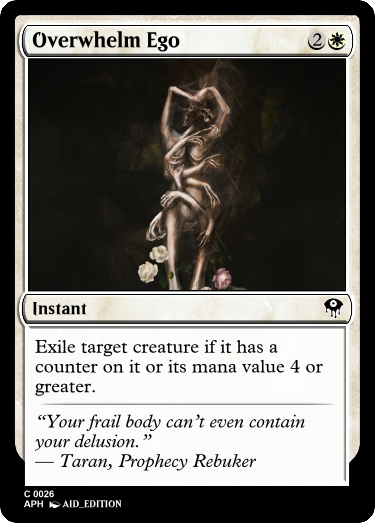 Overwhelm Ego 2
Instant
Exile target creature if it has a
counter on it or its mana value 4 or
greater.
“Your frail body can’t even contain
your delusion.”
— Taran, Prophecy Rebuker
C 0026
APH AID_EDITION